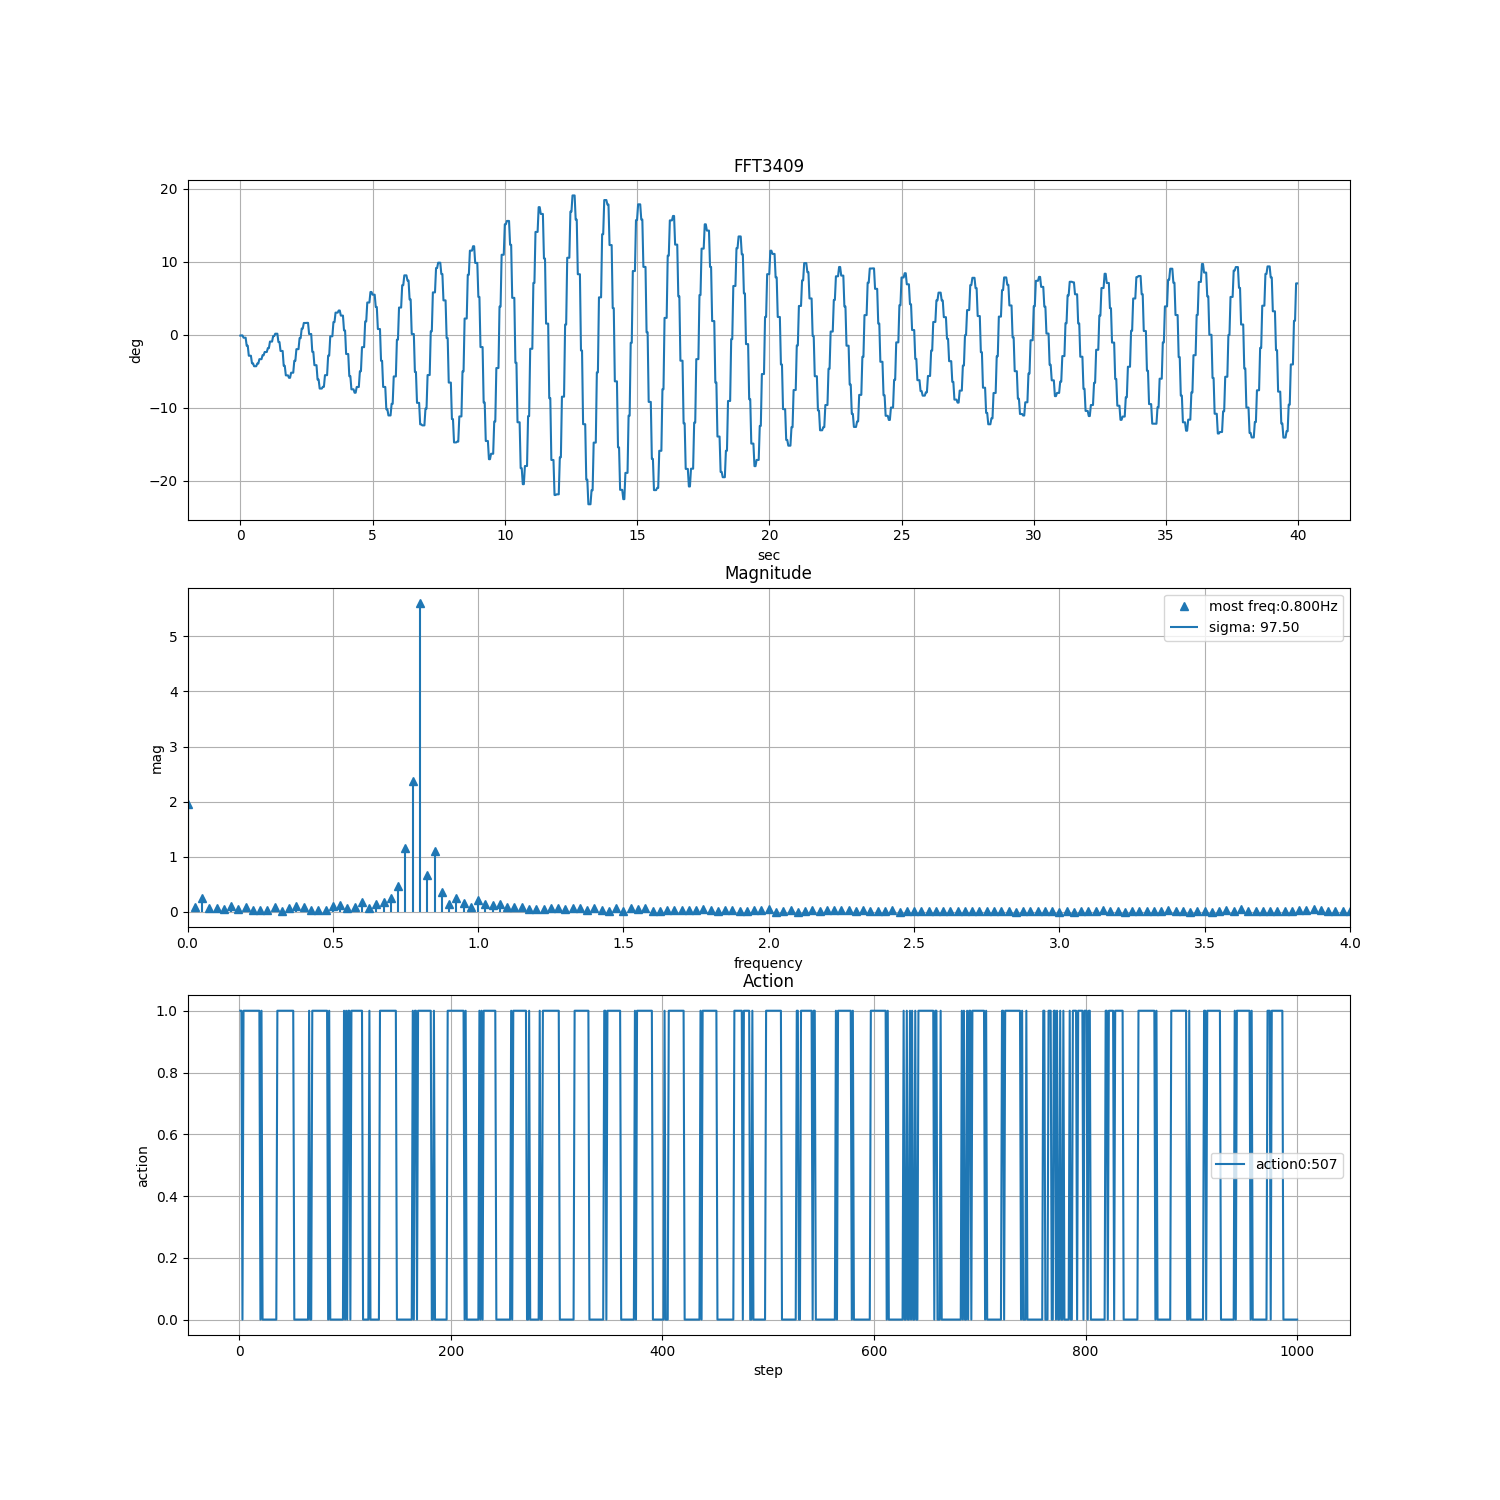 FFT3409
20
10
0
−10
−20
deg
0 5 10 15 20 25 30 35 40
sec
Magnitude
most freq:0.800Hz
sigma: 97.50
5
4
3
2
1
0
mag
0.0 0.5 1.0 1.5 2.0 2.5 3.0 3.5 4.0
frequency
Action
1.0
0.8
0.6
0.4
0.2
0.0
action
action0:507
0 200 400 600 800 1000
step